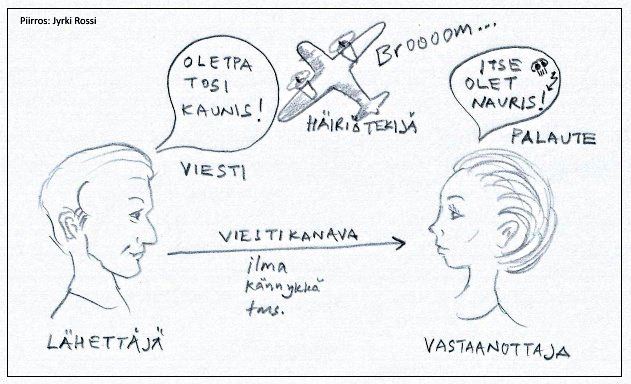 Piirros: Jyrki Rossi
OLETPA
TOSI
KAUNIS!
VIESTI
BROOOOM...
HÄIRIÖTEKIJÄ
ITSE
OLET
NAURIS!
PALAUTE
VIESTIKANAVA
ilma
kännykkä
tms.
LÄHETTÄJÄ
VASTAANOTTAJA